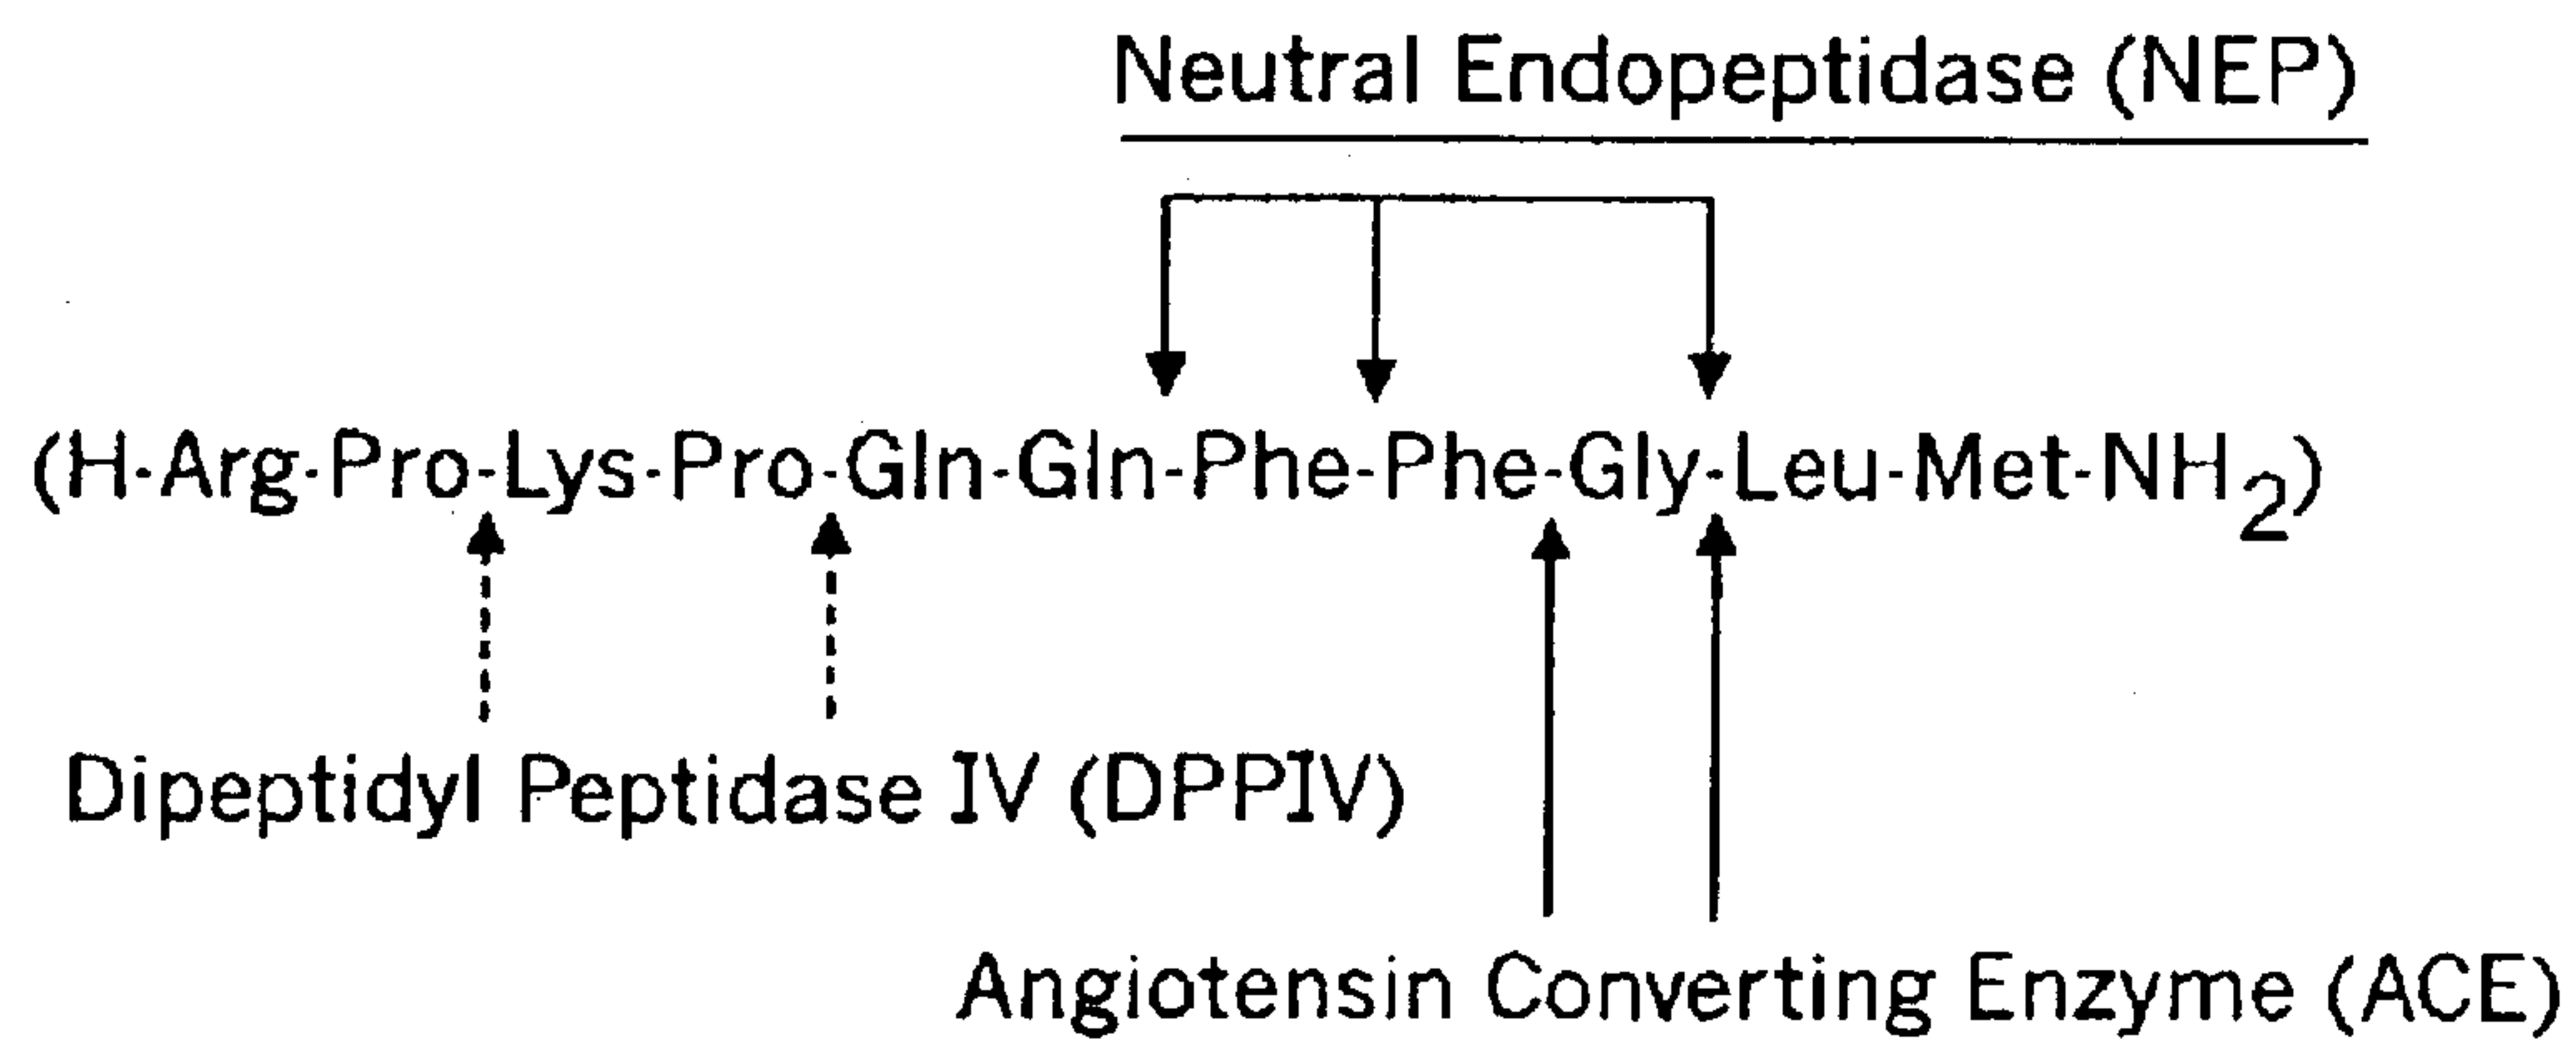 Neutral Endopeptidase (NEP)
(H-Arg-Pro-Lys-Pro-Gln-Gln-Phe-Phe-Gly-Leu-Met-NH2)
Dipeptidyl Peptidase IV (DPPIV)
Angiotensin Converting Enzyme (ACE)